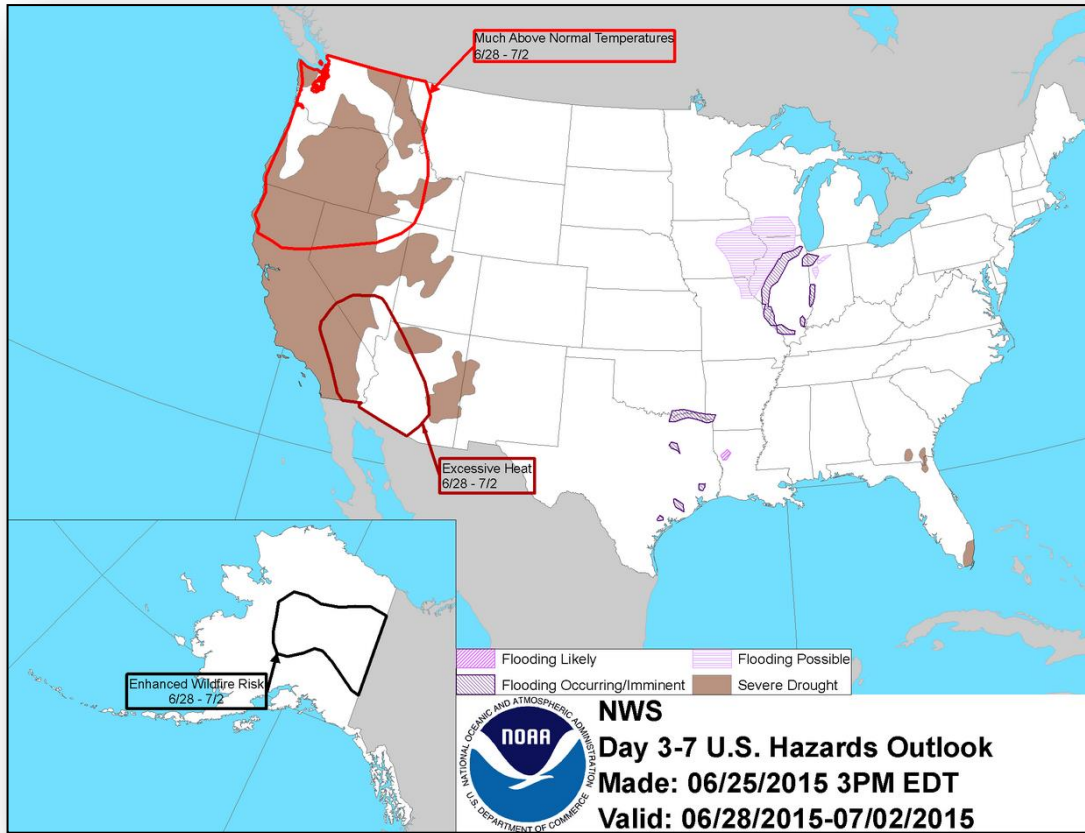 Much Above Normal Temperatures
6/28 - 7/2
Excessive Heat
6/28 - 7/2
Enhanced Wildfire Risk
6/28 - 7/2
Flooding Likely
Flooding Possible
Flooding Occurring/Imminent
Severe Drought
NATIONAL OCEANIC AND ATMOSPHERIC ADMINISTRATION
NOAA
U.S. DEPARTMENT OF COMMERCE
NWS
Day 3-7 U.S. Hazards Outlook
Made: 06/25/2015 3PM EDT
Valid: 06/28/2015-07/02/2015